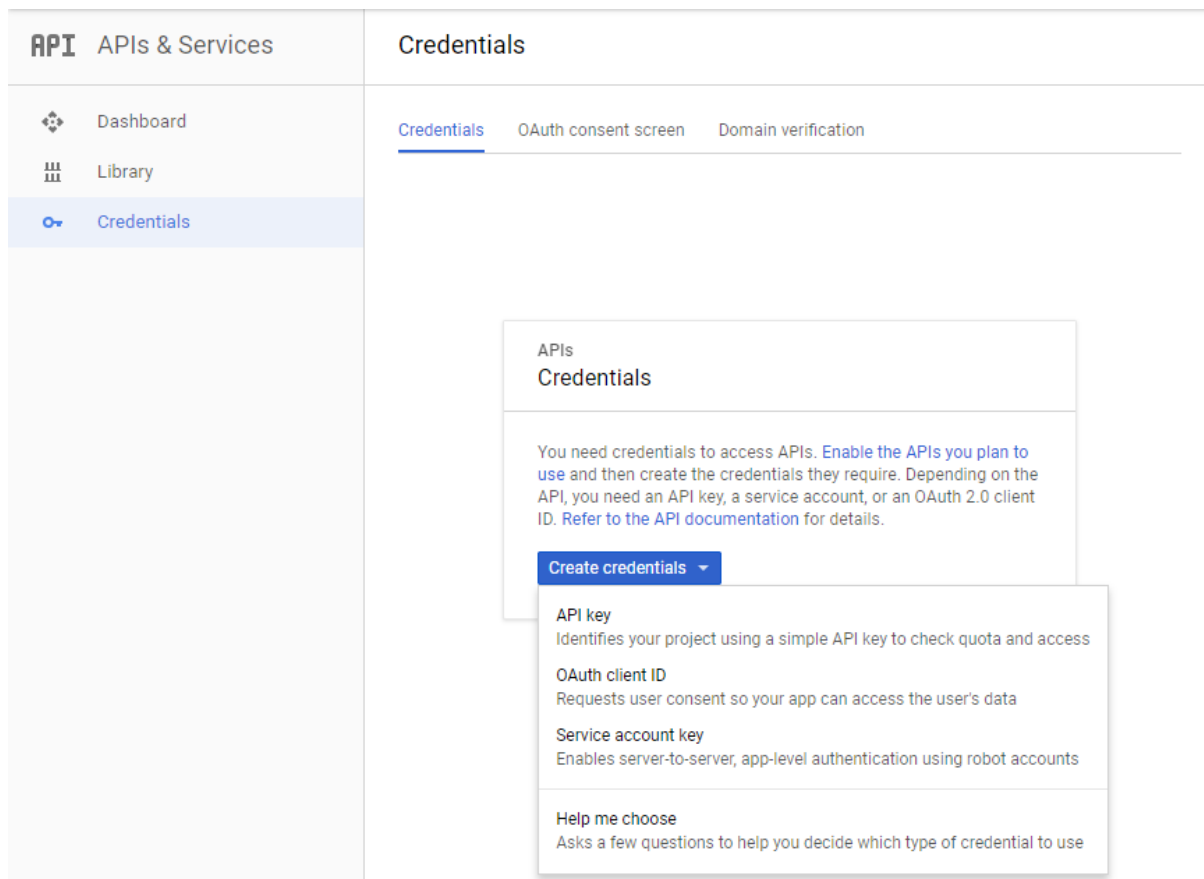 API APIs & Services
Credentials
Dashboard
Library
Credentials
Credentials OAuth consent screen Domain verification
APIs
Credentials
You need credentials to access APIs. Enable the APIs you plan to
use and then create the credentials they require. Depending on the
API, you need an API key, a service account, or an OAuth 2.0 client
ID. Refer to the API documentation for details.
Create credentials
API key
Identifies your project using a simple API key to check quota and access
OAuth client ID
Requests user consent so your app can access the user's data
Service account key
Enables server-to-server, app-level authentication using robot accounts
Help me choose
Asks a few questions to help you decide which type of credential to use